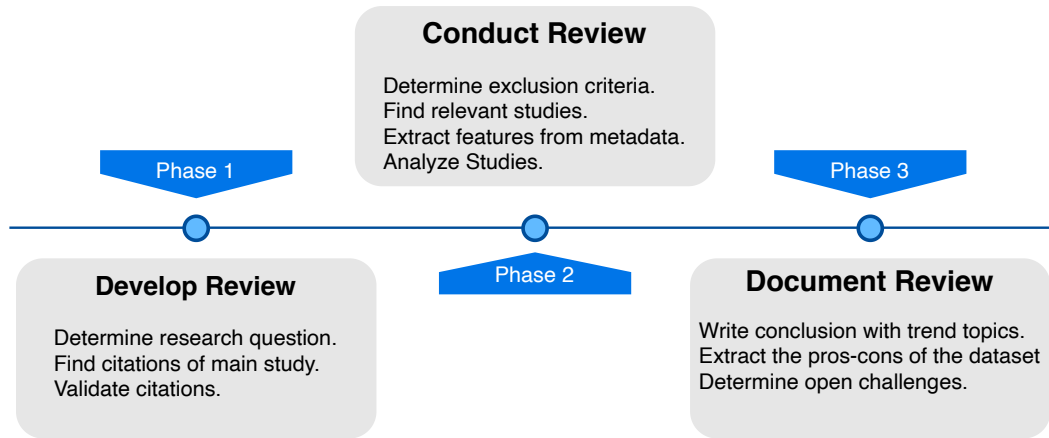 Conduct Review
Determine exclusion criteria.
Find relevant studies.
Extract features from metadata.
Analyze Studies.
Phase 1
Phase 3
Phase 2
Develop Review
Determine research question.
Find citations of main study.
Validate citations.
Document Review
Write conclusion with trend topics.
Extract the pros-cons of the dataset
Determine open challenges.